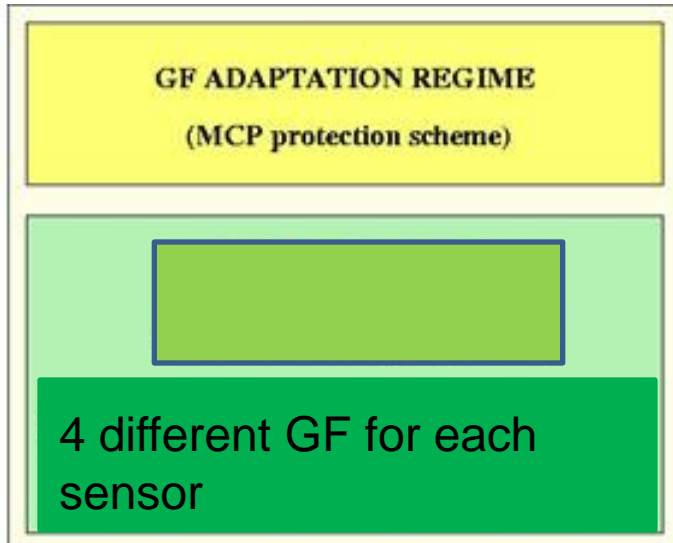 GF ADAPTATION REGIME
(MCP protection scheme)
4 different GF for each
sensor